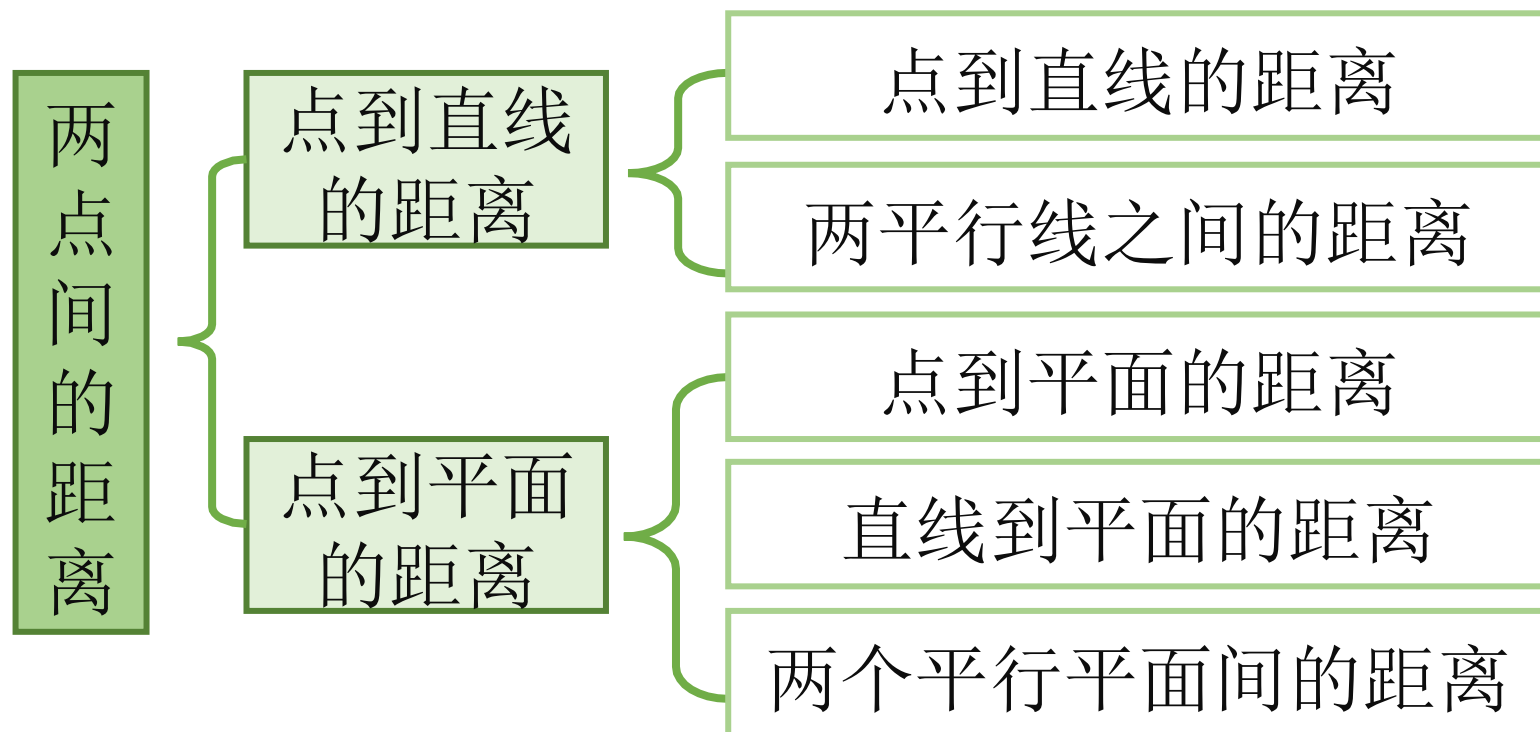 两点间的距离
点到直线
的距离
点到平面
的距离
点到直线的距离
两平行线之间的距离
点到平面的距离
直线到平面的距离
两个平行平面间的距离